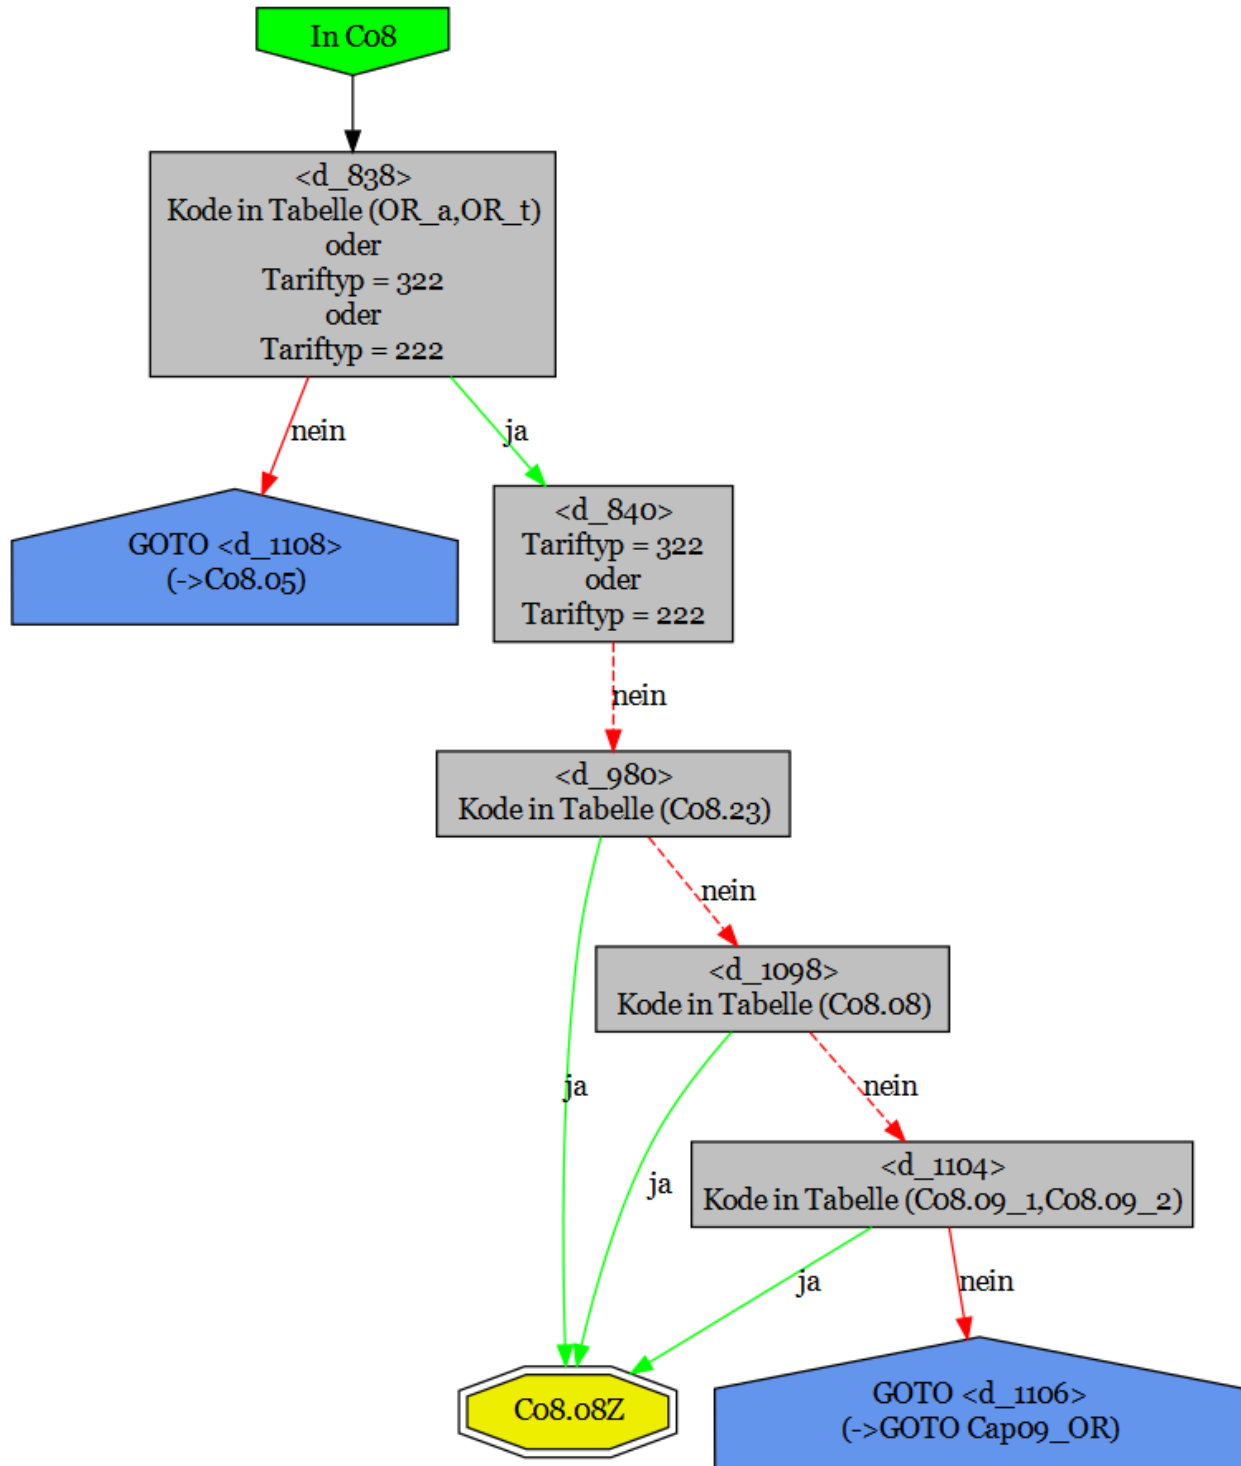 In C08
<d_838>
Kode in Tabelle (OR_a,OR_t)
oder
Tariftyp = 322
oder
Tariftyp = 222
nein
ja
GOTO <d_1108>
(->C08.05)
<d_840>
Tariftyp = 322
oder
Tariftyp = 222
nein
<d_980>
Kode in Tabelle (C08.23)
nein
<d_1098>
Kode in Tabelle (C08.08)
ja
nein
<d_1104>
Kode in Tabelle (C08.09_1,C08.09_2)
ja
ja
nein
C08.08Z
GOTO <d_1106>
(->GOTO Cap09_OR)